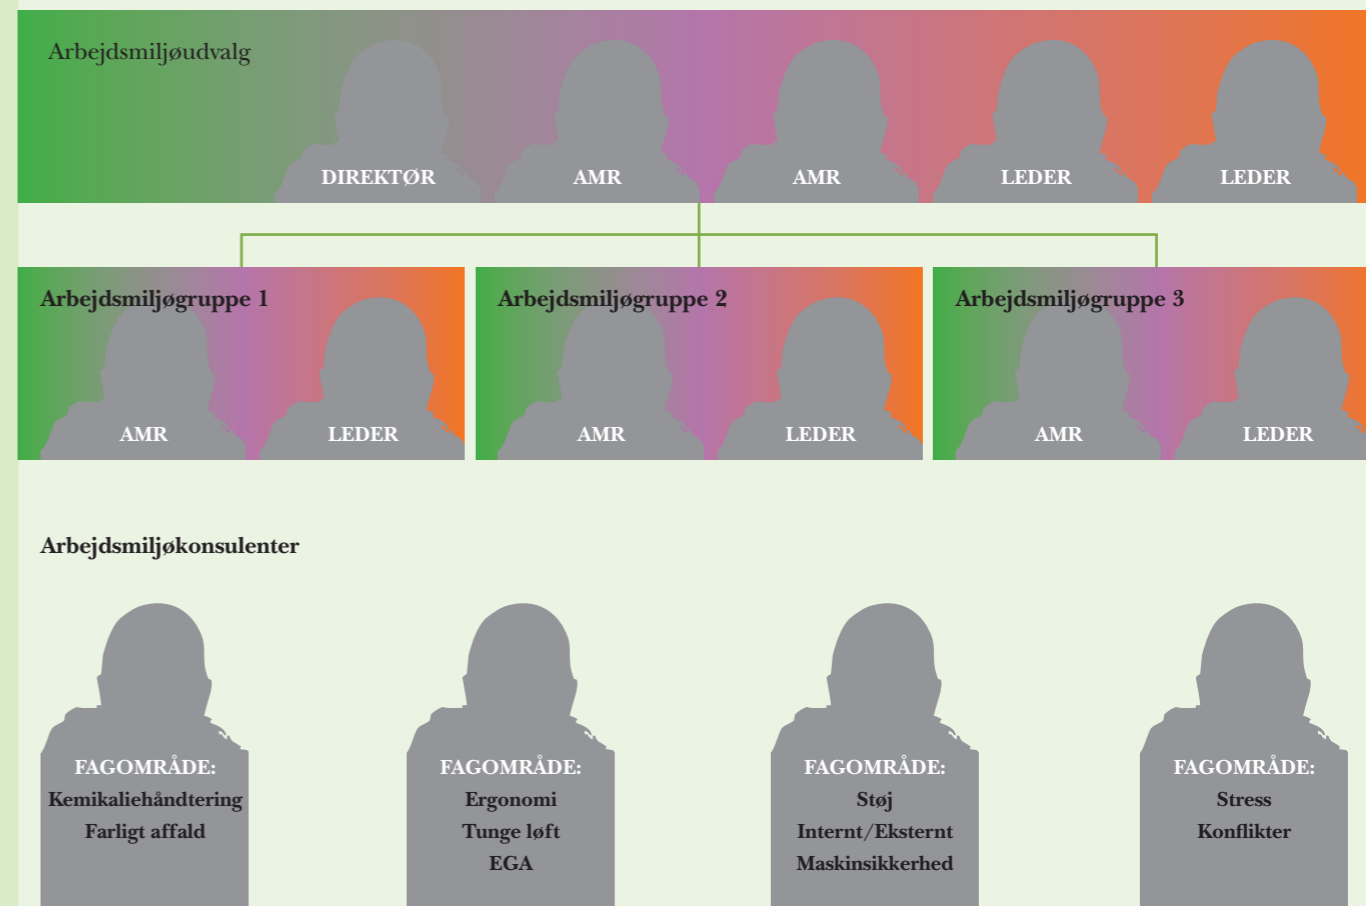 Arbejdsmiljøudvalg
DIREKTØR
AMR
AMR
LEDER
LEDER
Arbejdsmiljøgruppe 1
AMR
LEDER
Arbejdsmiljøgruppe 2
AMR
LEDER
Arbejdsmiljøgruppe 3
AMR
LEDER
Arbejdsmiljøkonsulenter
FAGOMRÅDE:
Kemikaliehåndtering
Farligt affald
FAGOMRÅDE:
Ergonomi
Tunge løft
EGA
FAGOMRÅDE:
Støj
Internt/Eksternt
Maskinsikkerhed
FAGOMRÅDE:
Stress
Konflikter